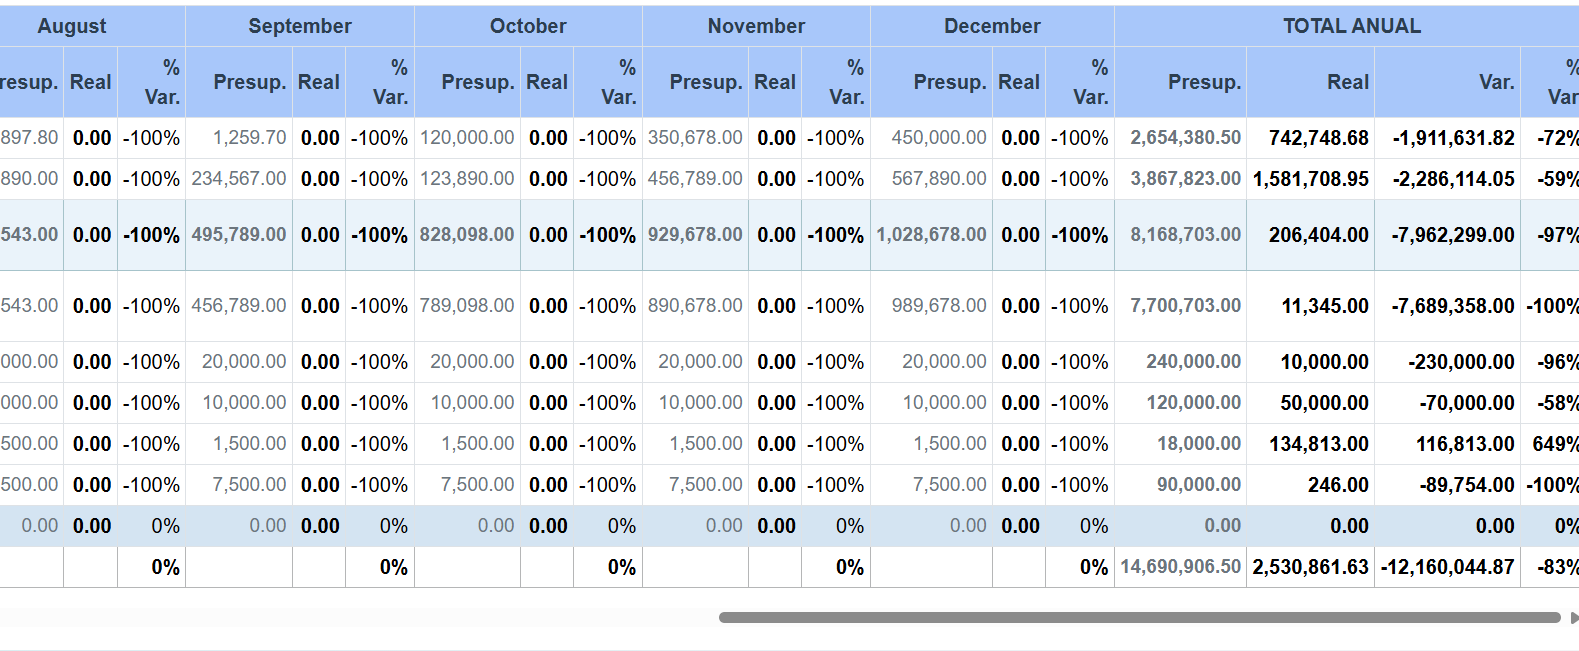 August September October November December TOTAL ANUAL
resup. Real % Var. Presup. Real % Var. Presup. Real % Var. Presup. Real % Var. Presup. Real % Var. Presup. Real Var. % Var
897.80 0.00 -100% 1,259.70 0.00 -100% 120,000.00 0.00 -100% 350,678.00 0.00 -100% 450,000.00 0.00 -100% 2,654,380.50 742,748.68 -1,911,631.82 -72%
890.00 0.00 -100% 234,567.00 0.00 -100% 123,890.00 0.00 -100% 456,789.00 0.00 -100% 567,890.00 0.00 -100% 3,867,823.00 1,581,708.95 -2,286,114.05 -59%
543.00 0.00 -100% 495,789.00 0.00 -100% 828,098.00 0.00 -100% 929,678.00 0.00 -100% 1,028,678.00 0.00 -100% 8,168,703.00 206,404.00 -7,962,299.00 -97%
543.00 0.00 -100% 456,789.00 0.00 -100% 789,098.00 0.00 -100% 890,678.00 0.00 -100% 989,678.00 0.00 -100% 7,700,703.00 11,345.00 -7,689,358.00 -100%
000.00 0.00 -100% 20,000.00 0.00 -100% 20,000.00 0.00 -100% 20,000.00 0.00 -100% 20,000.00 0.00 -100% 240,000.00 10,000.00 -230,000.00 -96%
000.00 0.00 -100% 10,000.00 0.00 -100% 10,000.00 0.00 -100% 10,000.00 0.00 -100% 10,000.00 0.00 -100% 120,000.00 50,000.00 -70,000.00 -58%
500.00 0.00 -100% 1,500.00 0.00 -100% 1,500.00 0.00 -100% 1,500.00 0.00 -100% 1,500.00 0.00 -100% 18,000.00 134,813.00 116,813.00 649%
500.00 0.00 -100% 7,500.00 0.00 -100% 7,500.00 0.00 -100% 7,500.00 0.00 -100% 7,500.00 0.00 -100% 90,000.00 246.00 -89,754.00 -100%
0.00 0.00 0% 0.00 0.00 0% 0.00 0.00 0% 0.00 0.00 0% 0.00 0.00 0% 0.00 0.00 0.00 0%
0% 0% 0% 0% 0% 14,690,906.50 2,530,861.63 -12,160,044.87 -83%